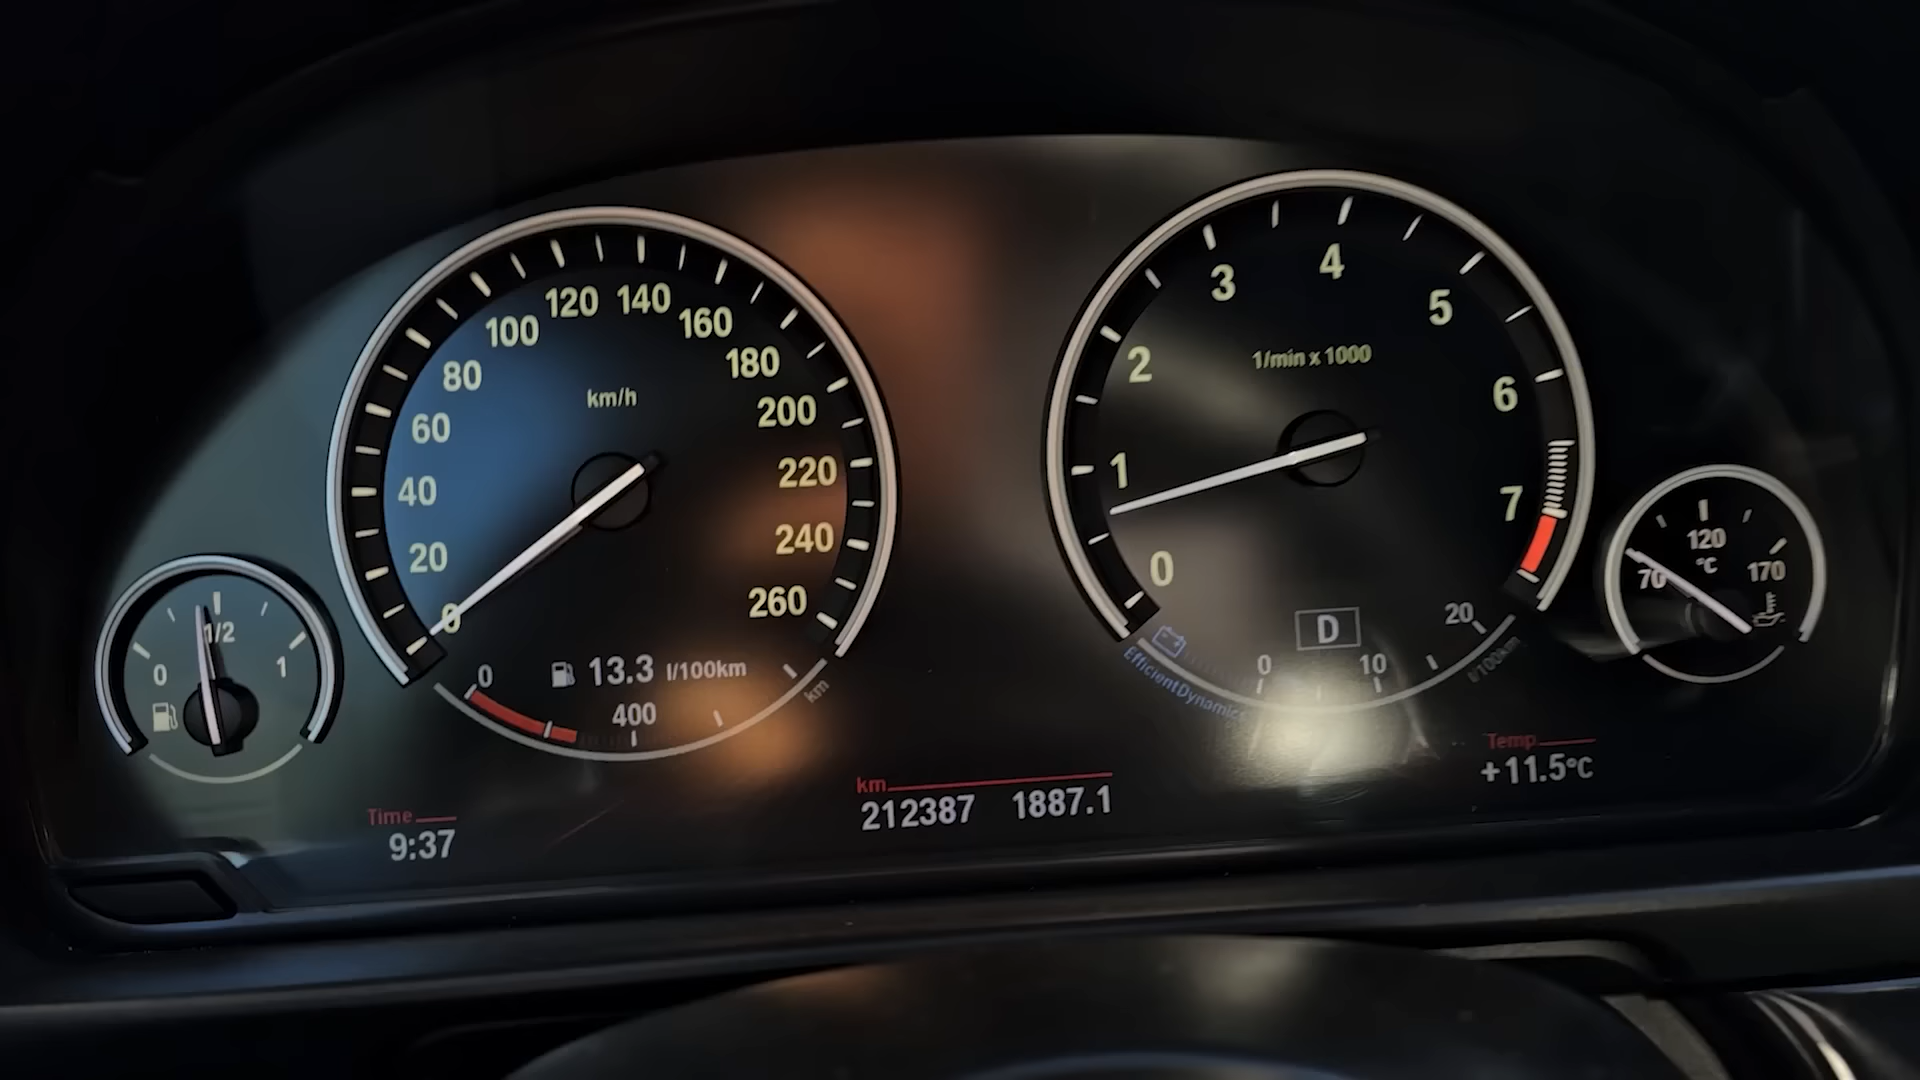 0
20
40
60
80
100
120
140
160
180
200
220
240
260
km/h
0
1/2
1
0
13.3 l/100km
400
km
0
1
2
3
4
5
6
7
1/min x 1000
D
0
10
20
l/100km
EfficientDynamics
70
120
170
°C
Time
9:37
km
212387 1887.1
Temp
+11.5°C